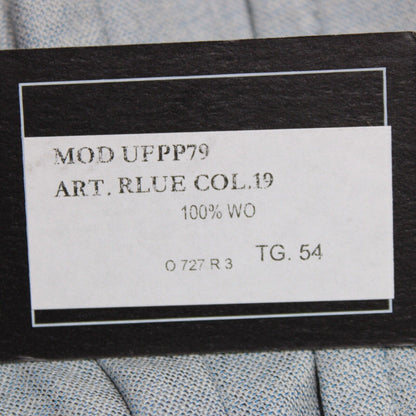 MOD UFPP79
ART. RLUE COL.19
100% WO
O 727 R 3
TG. 54